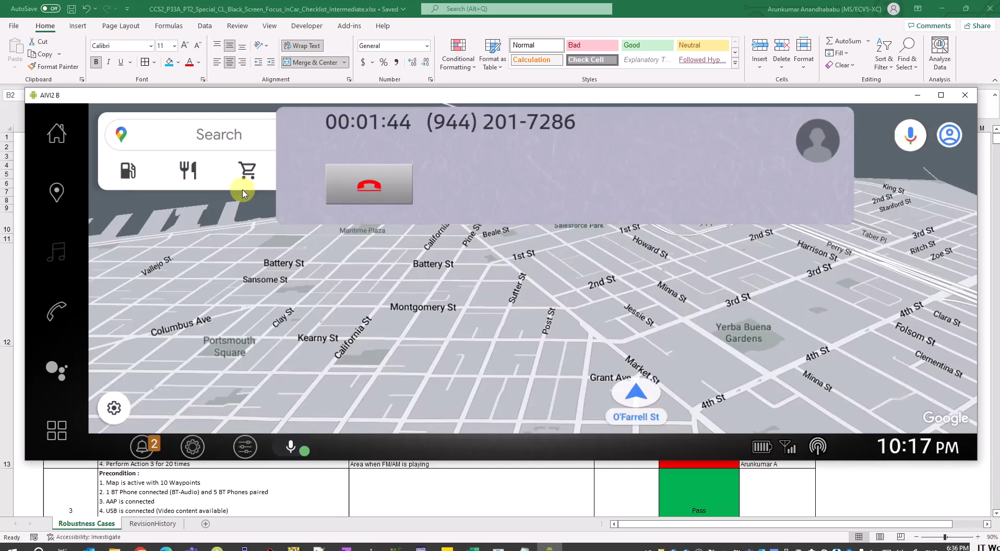 AutoSave Off CCS2_P33A_PT2_Special_CL_Black_Screen_Focus_InCar_Checklist_Intermediate.xlsx • Saved Search (Alt+Q) Arunkumar Anandhababu (MS/ECV5-XC)
File Home Insert Page Layout Formulas Data Review View Developer Add-ins Help Comments Share
Paste
Cut
Copy
Format Painter
Clipboard
Calibri 11
B I U
Font
Wrap Text
Merge & Center
Alignment
General
$ %
Number
Conditional Formatting
Format as Table
Normal Bad Good Neutral
Calculation Check Cell Explanatory T... Followed Hyp...
Styles
Insert Delete Format
Cells
AutoSum
Fill
Clear
Sort & Filter
Find & Select
Editing
Analyze Data
Analysis
B2
AIVI2 B
M
1
2
3
4
5
6
7
8
9
10
11
12
13
Search
00:01:44 (944) 201-7286
King St
2nd St
Stanford St
Maritime Plaza
California
Pine St
Beale St
Salesforce Park
1st St
2nd St
3rd St
Taber Pl
Ritch St
Perry St
Zoe St
Howard St
Harrison St
Vallejo St.
Battery St
Battery St
1st St
3rd St
Sansome St
Sutter St
2nd St
Minna St
3rd St
Montgomery St
Jessie St
4th St
Clara St
Columbus Ave
Clay St
Post St
Yerba Buena
Gardens
Folsom St
Kearny St
California St
Portsmouth
Square
4th St
Clementina St
Market St
Grant Ave
Minna St
4th St
O'Farrell St
Google
2
10:17 PM
4. Perform Action 3 for 20 times Area when FM/AM is playing Arunkumar A
Precondition :
1. Map is active with 10 Waypoints
2. 1 BT Phone connected (BT-Audio) and 5 BT Phones paired
3. AAP is connected
3 4. USB is connected (Video content available) Pass
Robustness Cases RevisionHistory
Ready Accessibility: Investigate 90%
6:36 PM